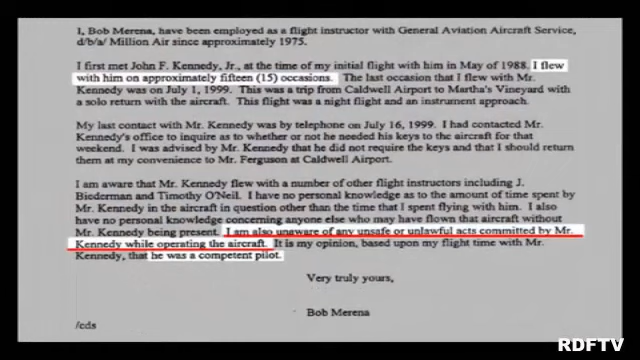 I, Bob Merena, have been employed as a flight instructor with General Aviation Aircraft Service,
d/b/a/ Million Air since approximately 1975.
I first met John F. Kennedy, Jr., at the time of my initial flight with him in May of 1988. I flew
with him on approximately fifteen (15) occasions. The last occasion that I flew with Mr.
Kennedy was on July 1, 1999. This was a trip from Caldwell Airport to Martha's Vineyard with
a solo return with the aircraft. This flight was a night flight and an instrument approach.
My last contact with Mr. Kennedy was by telephone on July 16, 1999. I had contacted Mr.
Kennedy's office to inquire as to whether or not he needed his keys to the aircraft for that
weekend. I was advised by Mr. Kennedy that he did not require the keys and that I should return
them at my convenience to Mr. Ferguson at Caldwell Airport.
I am aware that Mr. Kennedy flew with a number of other flight instructors including J.
Biederman and Timothy O'Neil. I have no personal knowledge as to the amount of time spent by
Mr. Kennedy in the aircraft in question other than the time that I spent flying with him. I also
have no personal knowledge concerning anyone else who may have flown that aircraft without
Mr. Kennedy being present. I am also unaware of any unsafe or unlawful acts committed by Mr.
Kennedy while operating the aircraft. It is my opinion, based upon my flight time with Mr.
Kennedy, that he was a competent pilot.
Very truly yours,
Bob Merena
/cds
RDFTV